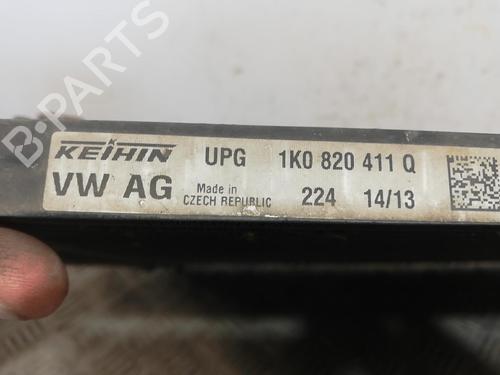 KEIHIN UPG 1K0 820 411 Q
VW AG Made in CZECH REPUBLIC 224 14/13
B-PARTS